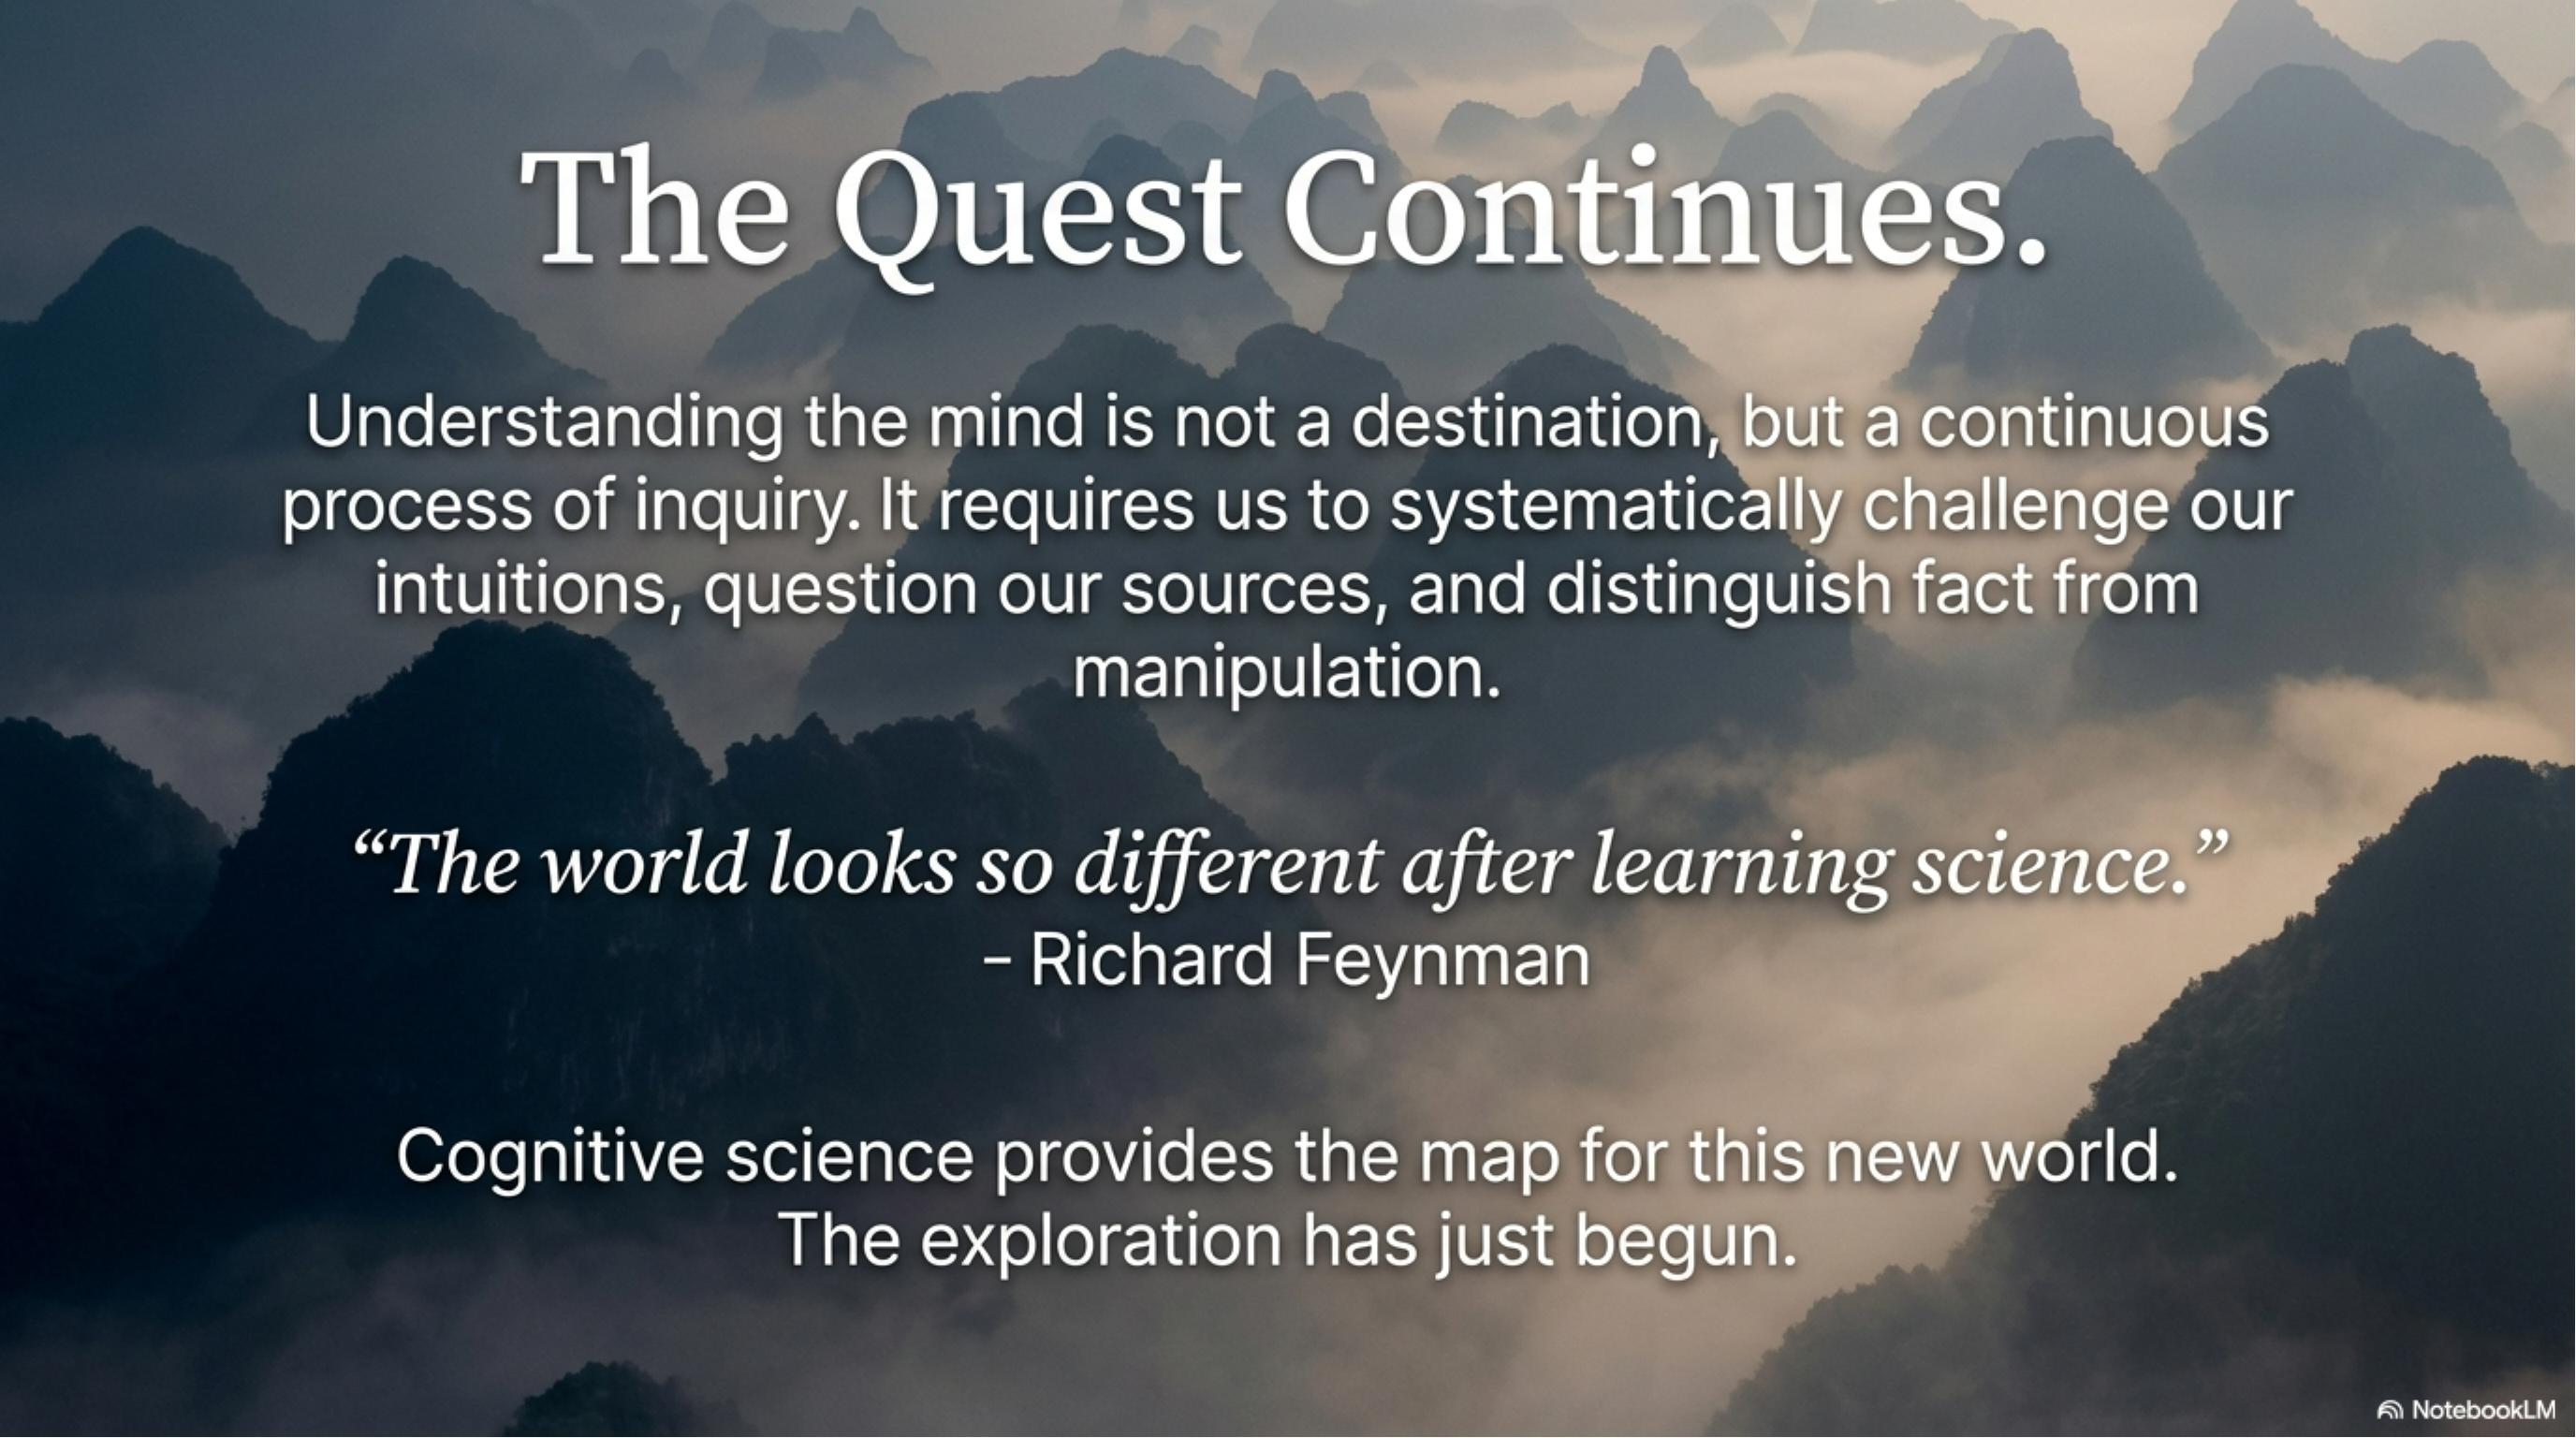 The Quest Continues.
Understanding the mind is not a destination, but a continuous
process of inquiry. It requires us to systematically challenge our
intuitions, question our sources, and distinguish fact from
manipulation.
“The world looks so different after learning science.”
– Richard Feynman
Cognitive science provides the map for this new world.
The exploration has just begun.
NotebookLM